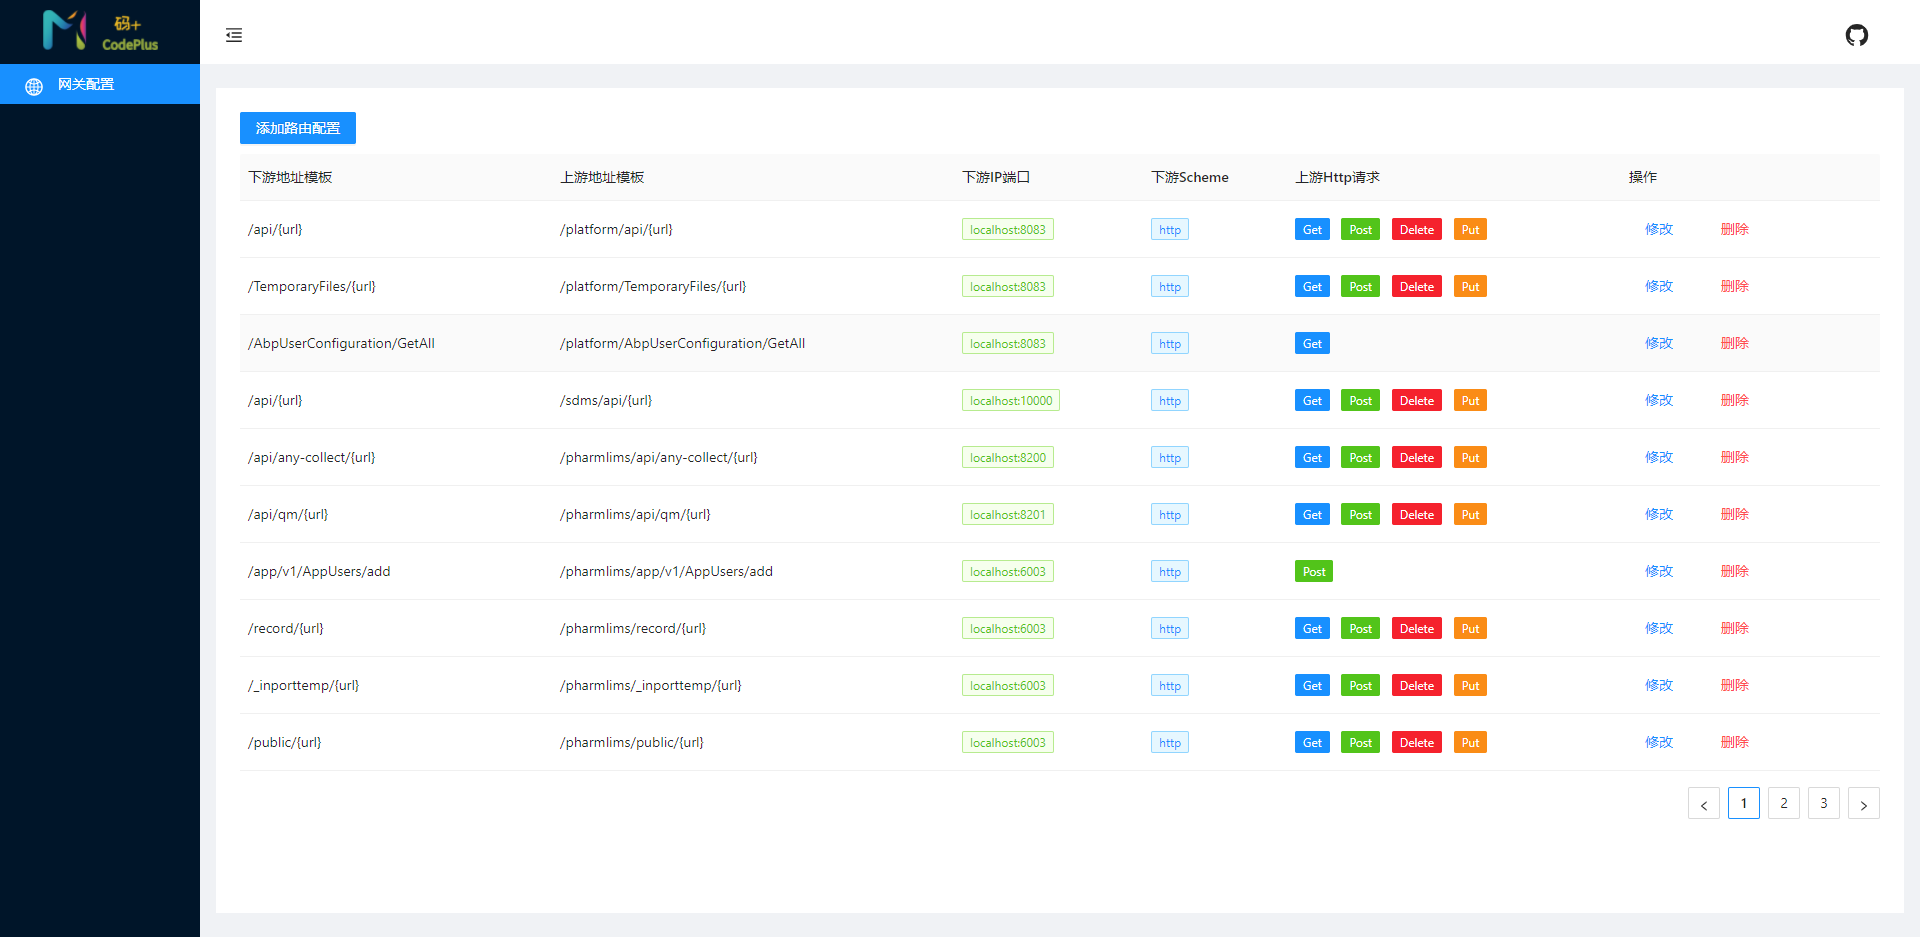 码+
CodePlus
网关配置
添加路由配置
下游地址模板 上游地址模板 下游IP端口 下游Scheme 上游Http请求 操作
/api/{url} /platform/api/{url} localhost:8083 http Get Post Delete Put 修改 删除
/TemporaryFiles/{url} /platform/TemporaryFiles/{url} localhost:8083 http Get Post Delete Put 修改 删除
/AbpUserConfiguration/GetAll /platform/AbpUserConfiguration/GetAll localhost:8083 http Get 修改 删除
/api/{url} /sdms/api/{url} localhost:10000 http Get Post Delete Put 修改 删除
/api/any-collect/{url} /pharmlims/api/any-collect/{url} localhost:8200 http Get Post Delete Put 修改 删除
/api/qm/{url} /pharmlims/api/qm/{url} localhost:8201 http Get Post Delete Put 修改 删除
/app/v1/AppUsers/add /pharmlims/app/v1/AppUsers/add localhost:6003 http Post 修改 删除
/record/{url} /pharmlims/record/{url} localhost:6003 http Get Post Delete Put 修改 删除
/_inporttemp/{url} /pharmlims/_inporttemp/{url} localhost:6003 http Get Post Delete Put 修改 删除
/public/{url} /pharmlims/public/{url} localhost:6003 http Get Post Delete Put 修改 删除
< 1 2 3 >